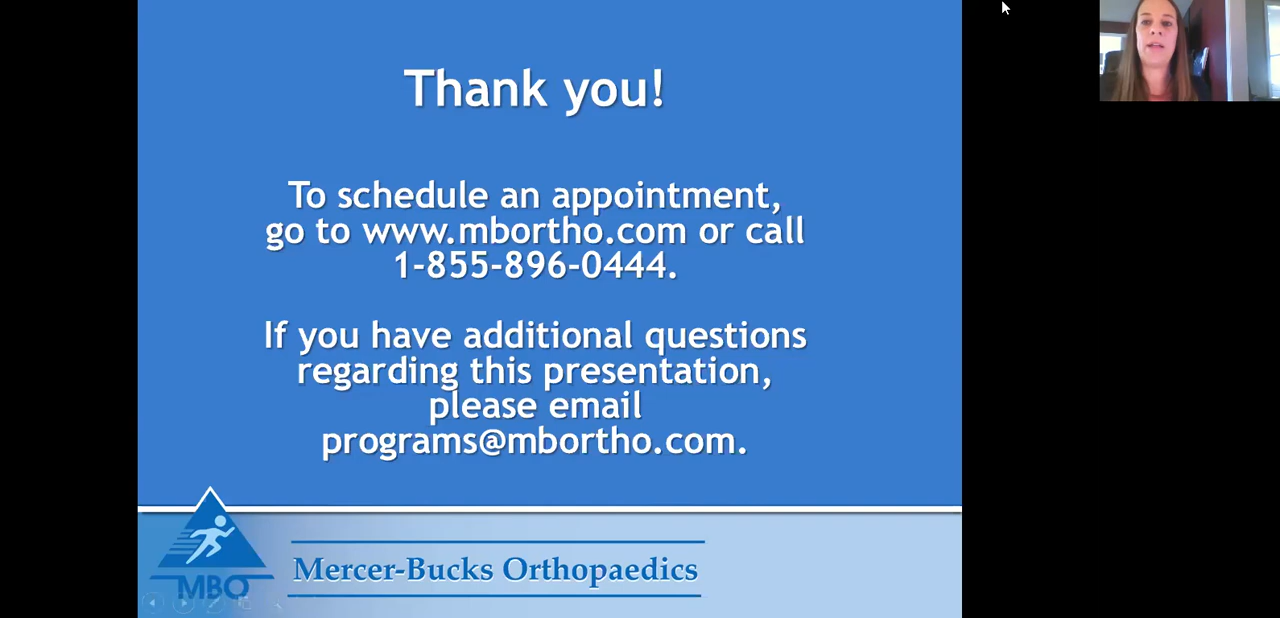 Thank you!
To schedule an appointment,
go to www.mbortho.com or call
1-855-896-0444.
If you have additional questions
regarding this presentation,
please email
programs@mbortho.com.
MBO
Mercer-Bucks Orthopaedics